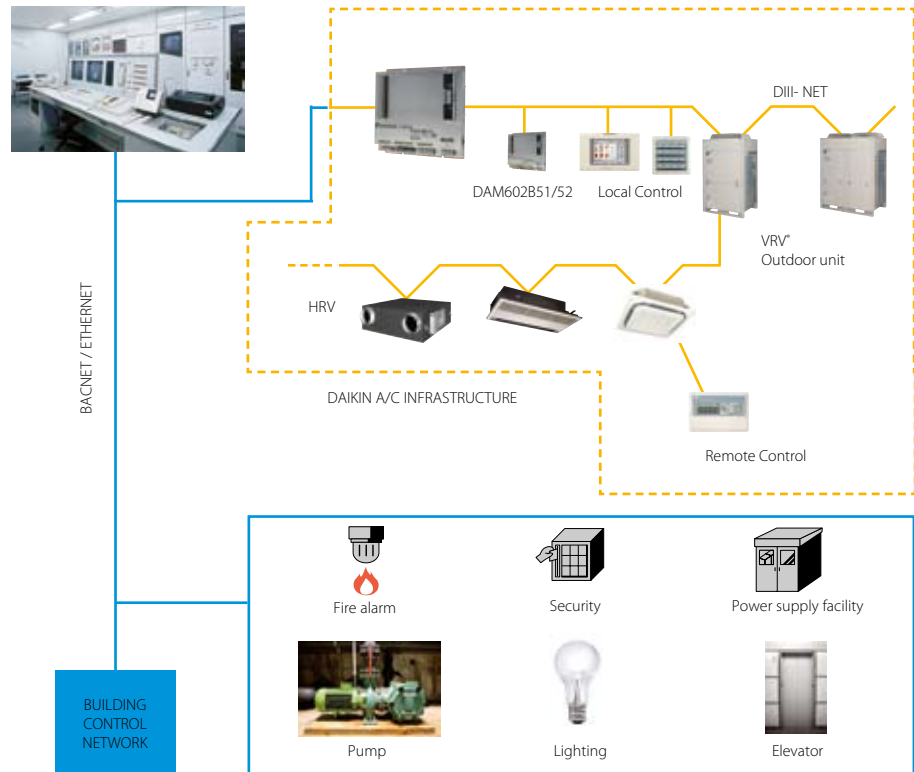 DIII- NET
DAM602B51/52
Local Control
VRV®
Outdoor unit
HRV
BACNET / ETHERNET
DAIKIN A/C INFRASTRUCTURE
Remote Control
Fire alarm
Security
Power supply facility
BUILDING
CONTROL
NETWORK
Pump
Lighting
Elevator